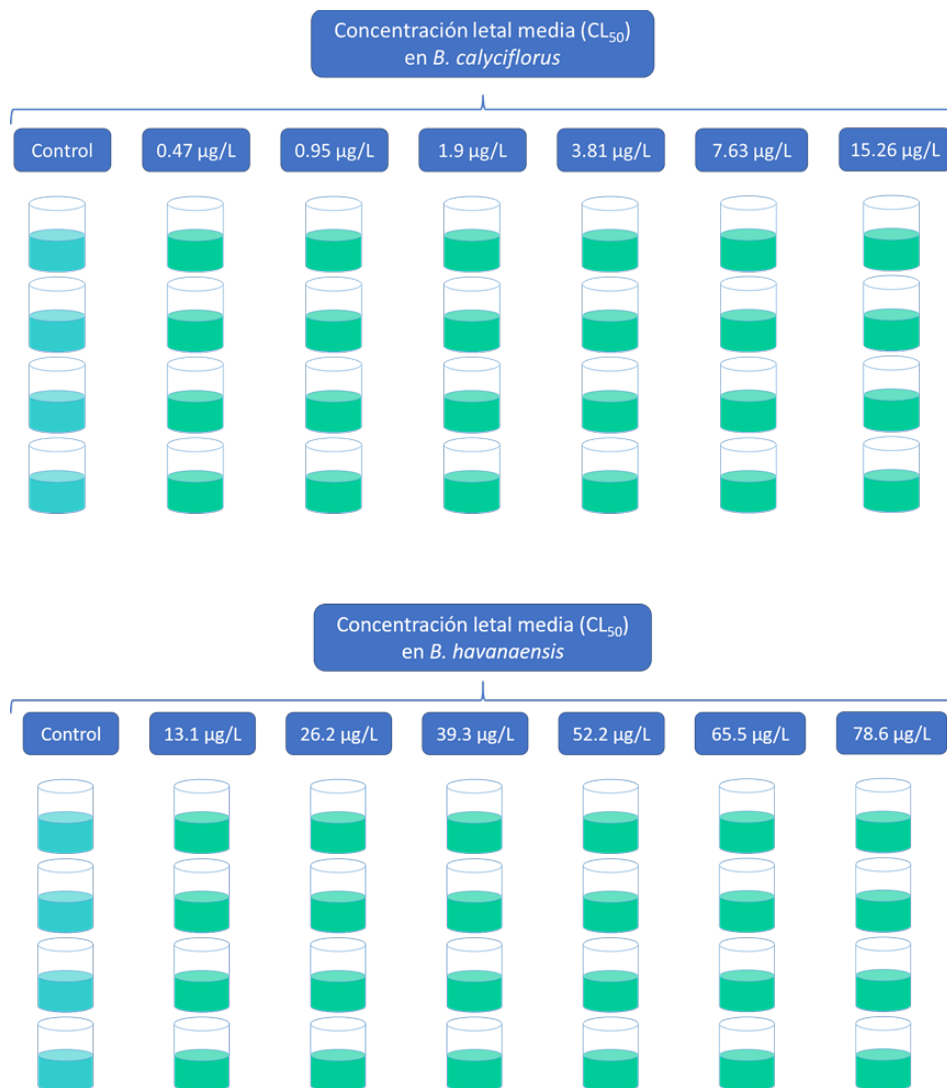 Concentración letal media (CL₅₀)
en B. calyciflorus
Control
0.47 µg/L
0.95 µg/L
1.9 µg/L
3.81 µg/L
7.63 µg/L
15.26 µg/L
Concentración letal media (CL₅₀)
en B. havanaensis
Control
13.1 µg/L
26.2 µg/L
39.3 µg/L
52.2 µg/L
65.5 µg/L
78.6 µg/L